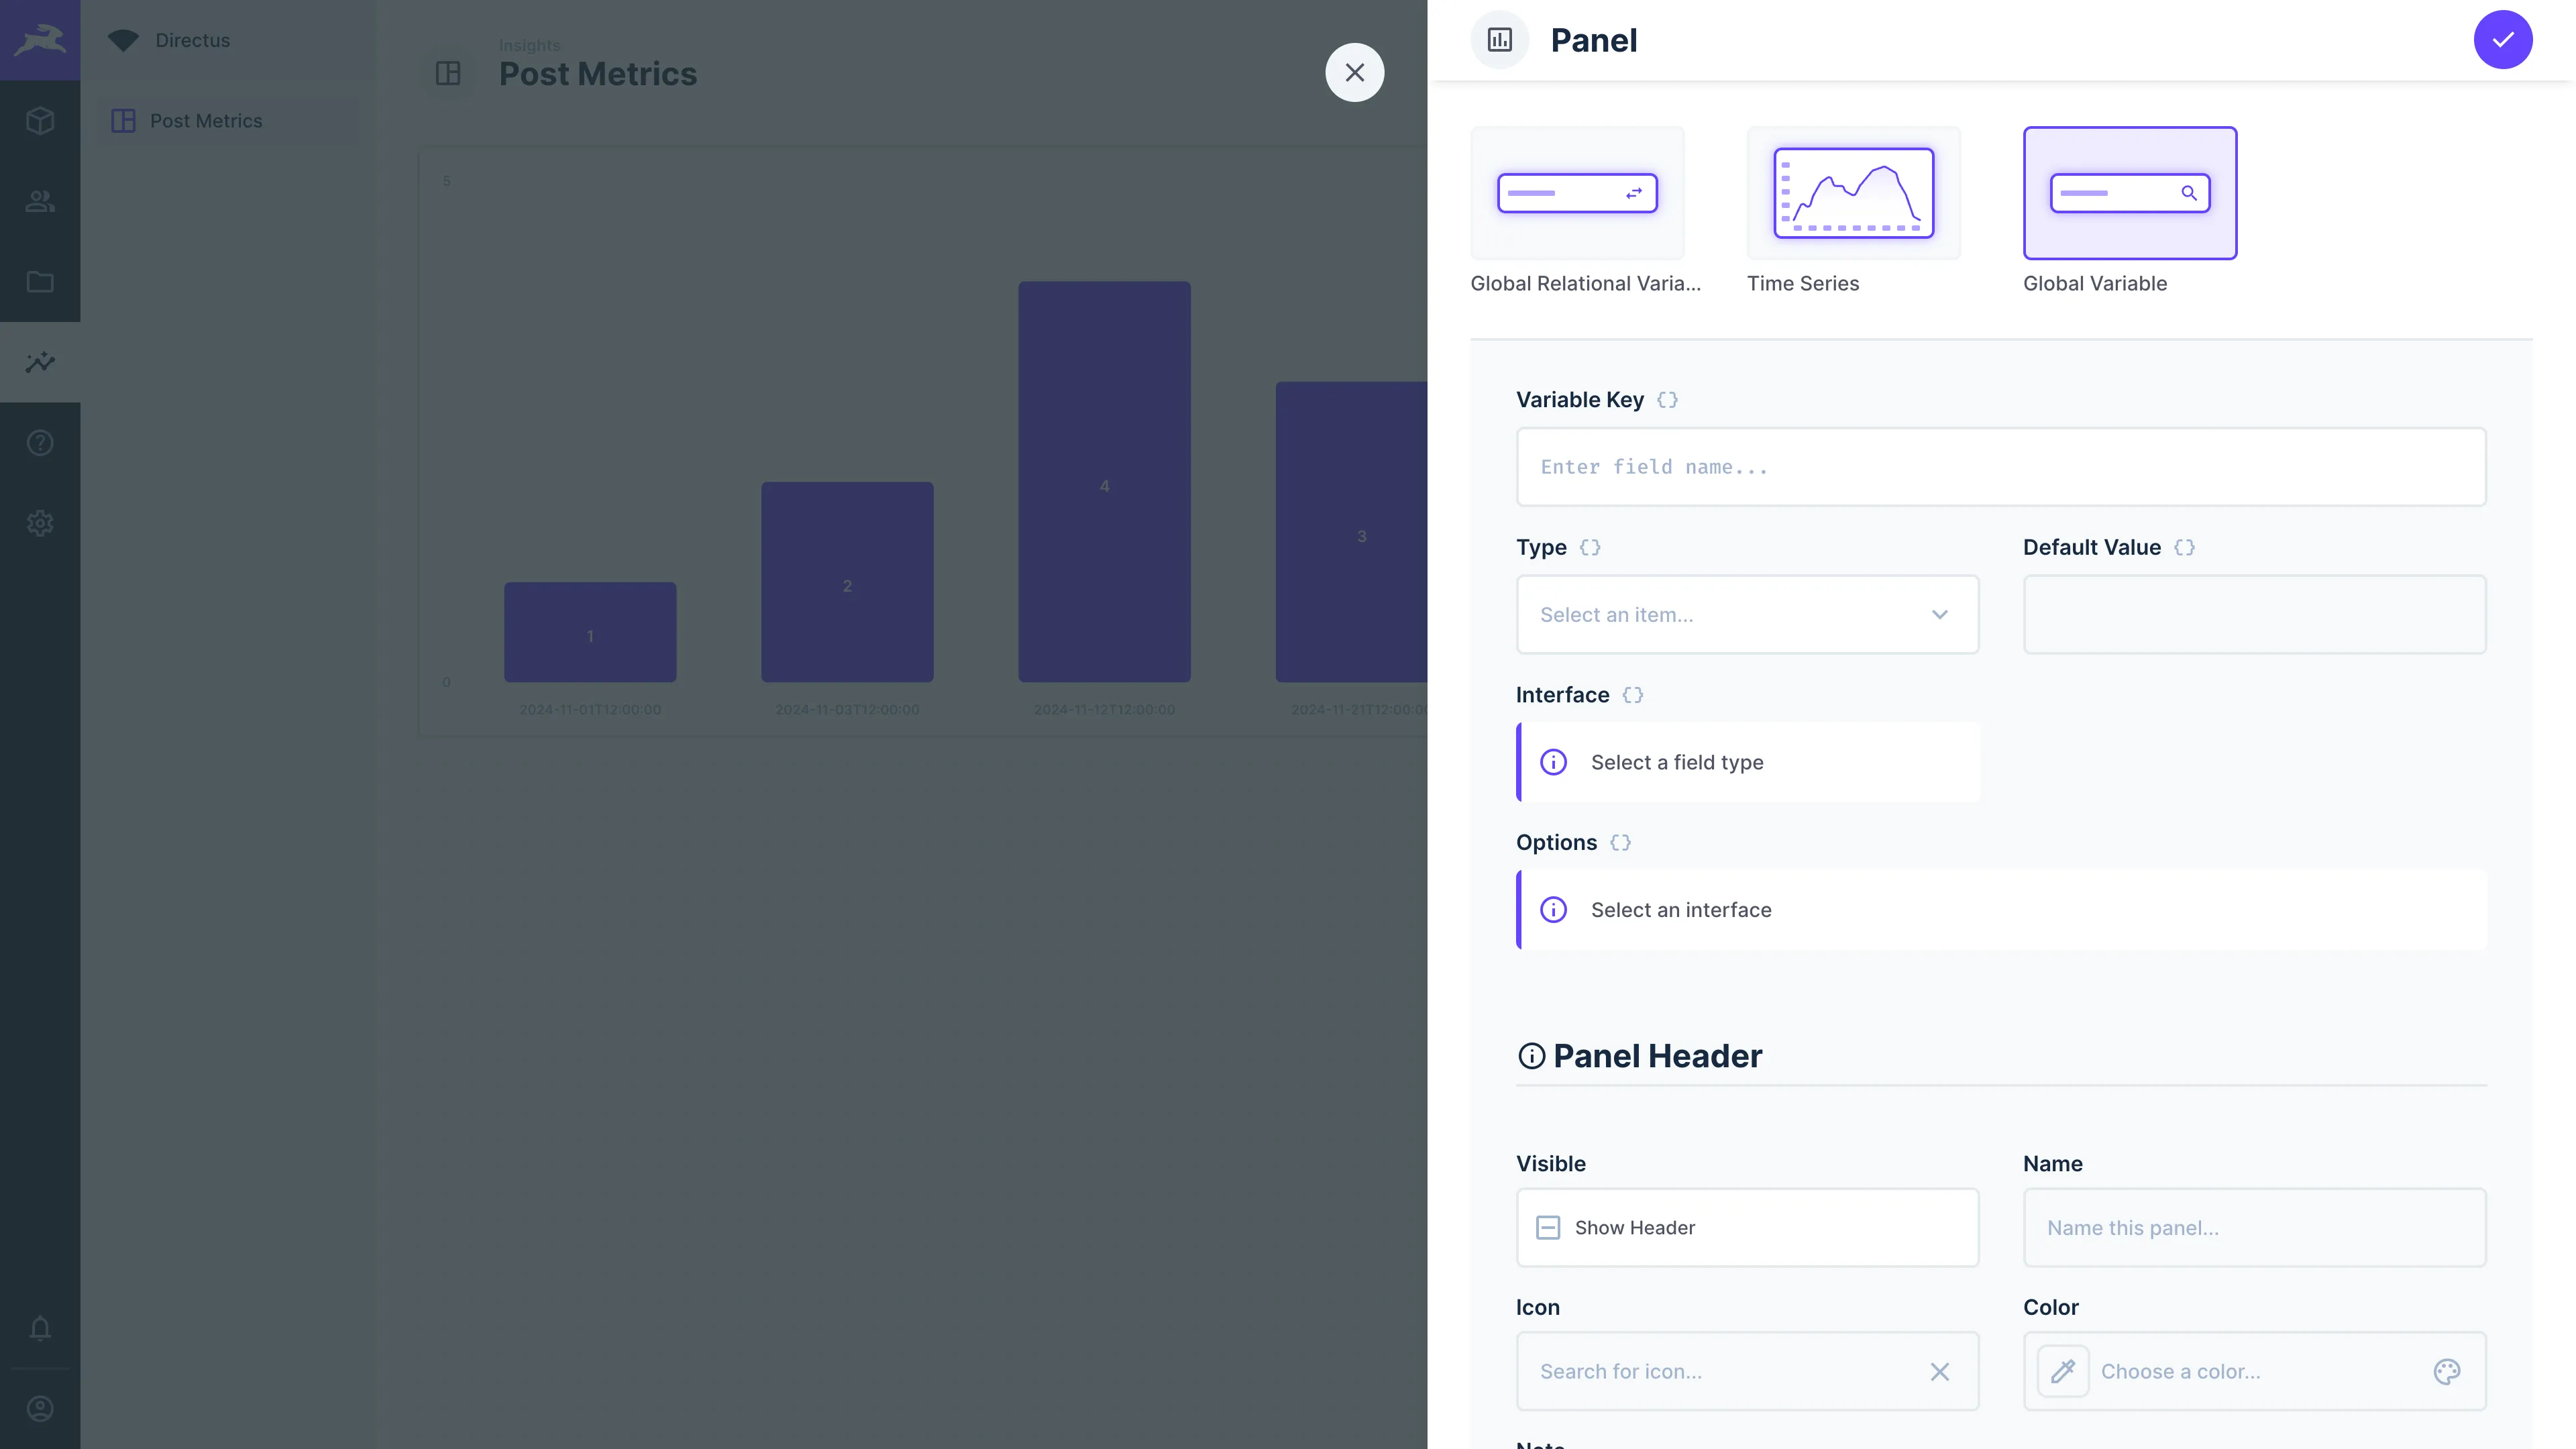 Directus
Post Metrics
Insights
Post Metrics
5
0
1
2
4
3
2024-11-01T12:00:00
2024-11-03T12:00:00
2024-11-12T12:00:00
2024-11-21T12:00:00
Panel
Global Relational Varia...
Time Series
Global Variable
Variable Key {}
Enter field name...
Type {}
Default Value {}
Select an item...
Interface {}
Select a field type
Options {}
Select an interface
Panel Header
Visible
Name
Show Header
Name this panel...
Icon
Color
Search for icon...
Choose a color...